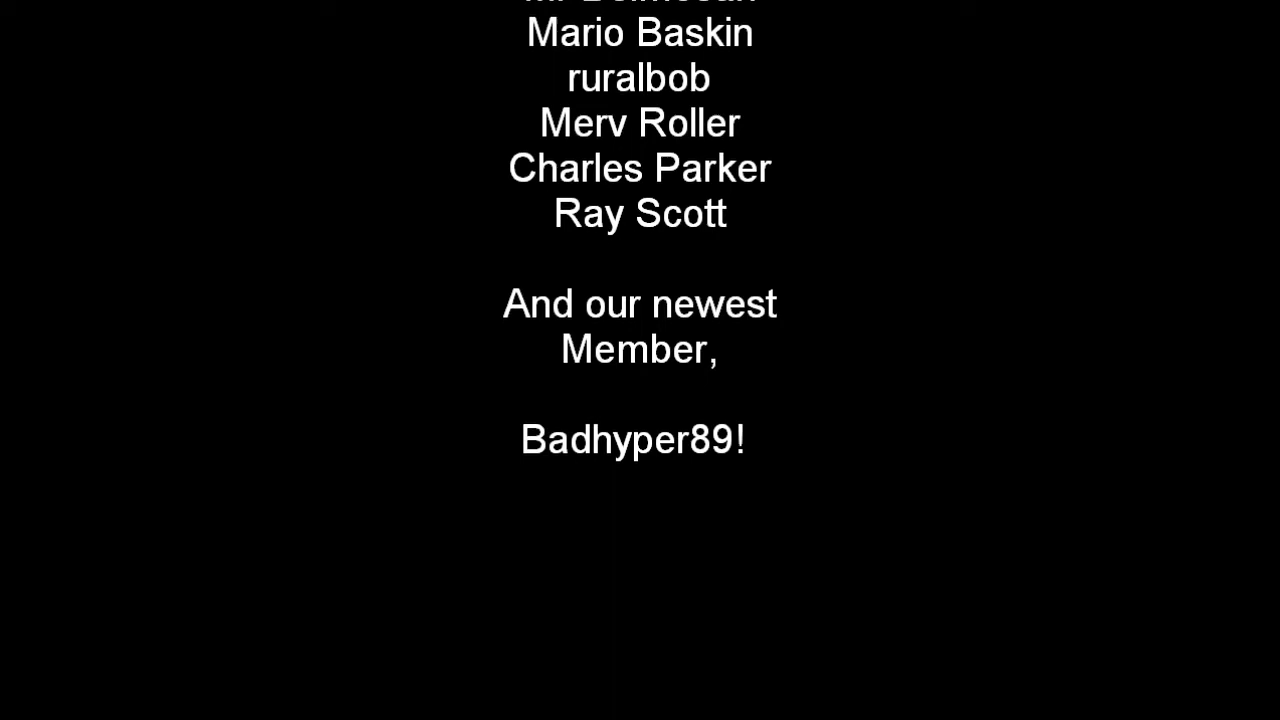 Mario Baskin
ruralbob
Merv Roller
Charles Parker
Ray Scott
And our newest
Member,
Badhyper89!